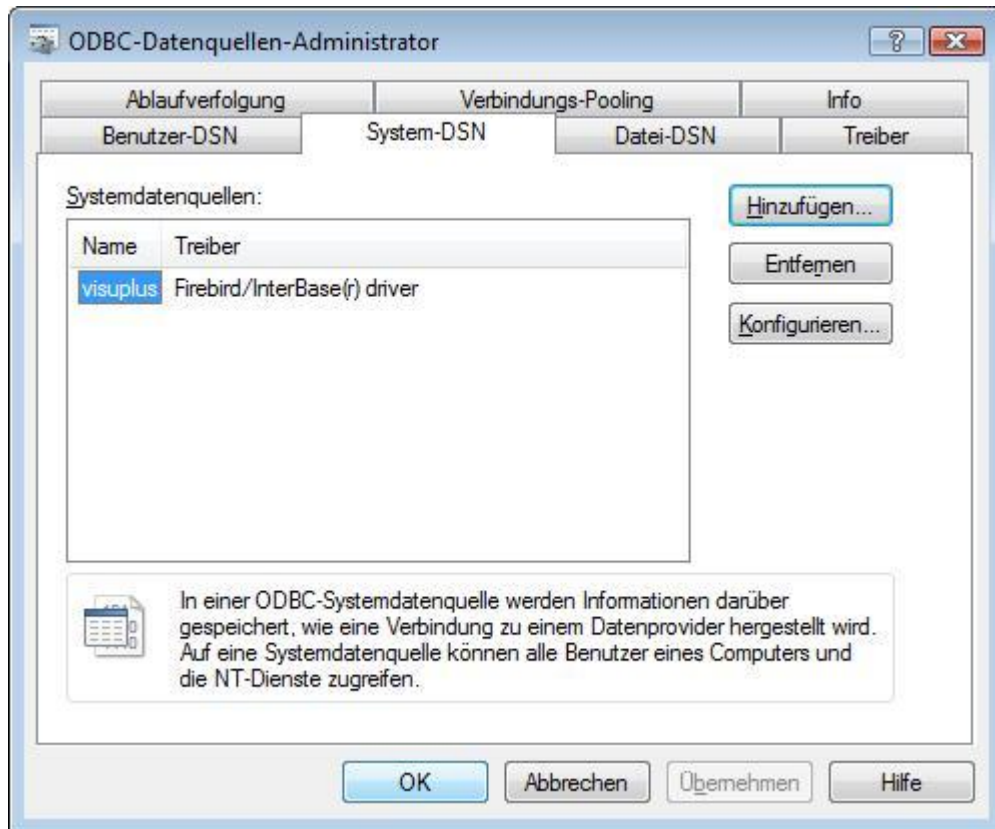 ODBC-Datenquellen-Administrator
Ablaufverfolgung Verbindungs-Pooling Info
Benutzer-DSN System-DSN Datei-DSN Treiber
Systemdatenquellen:
Name Treiber
visuplus Firebird/InterBase(r) driver
Hinzufügen...
Entfernen
Konfigurieren...
In einer ODBC-Systemdatenquelle werden Informationen darüber
gespeichert, wie eine Verbindung zu einem Datenprovider hergestellt wird.
Auf eine Systemdatenquelle können alle Benutzer eines Computers und
die NT-Dienste zugreifen.
OK Abbrechen Übernehmen Hilfe